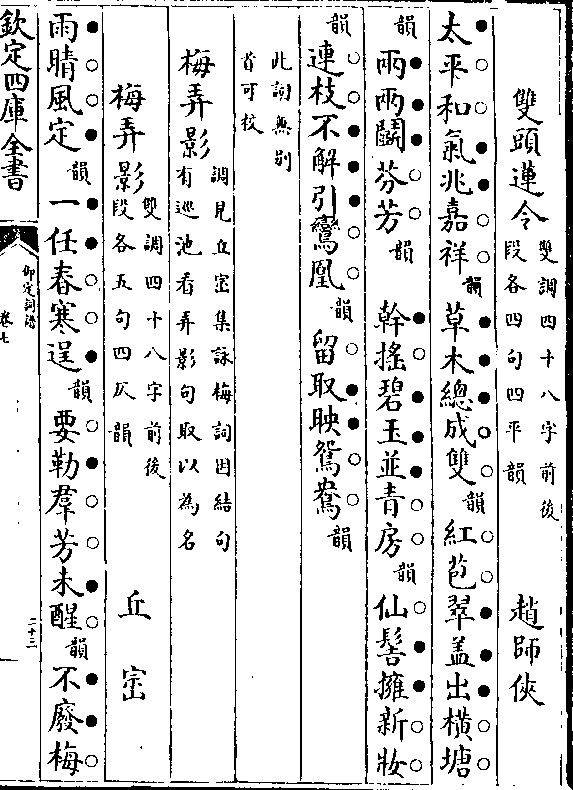 雙頭蓮令雙調四十八字前後段各四句四平韻 趙師俠
太平和氣兆嘉祥韻草木總成雙韻紅苞翠盖出橫塘
韻兩兩鬭芬芳韻 幹搖碧玉並青房韻仙髻擁新妝
韻連枝不解引鸞凰韻留取映鴛鴦韻
此詞無別首可校
梅弄影調見丘崈集詠梅詞因結句有巡池看弄影句取以為名
梅弄影雙調四十八字前後段各五句四仄韻 丘崈
雨晴風定韻一任春寒逞韻要勒羣芳未醒韻不廢梅
欽定四庫全書
御定詞譜
卷七
二十三